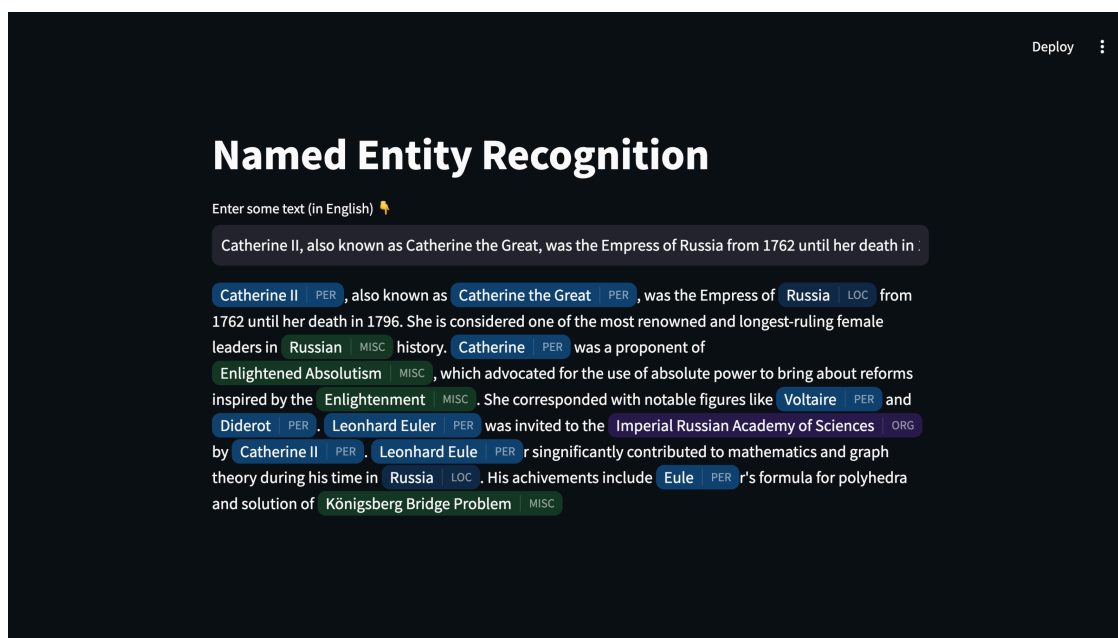 Deploy
Named Entity Recognition
Enter some text (in English) 👇
Catherine II, also known as Catherine the Great, was the Empress of Russia from 1762 until her death in
Catherine II PER , also known as Catherine the Great PER , was the Empress of Russia LOC from
1762 until her death in 1796. She is considered one of the most renowned and longest-ruling female
leaders in Russian MISC history. Catherine PER was a proponent of
Enlightened Absolutism MISC , which advocated for the use of absolute power to bring about reforms
inspired by the Enlightenment MISC . She corresponded with notable figures like Voltaire PER and
Diderot PER . Leonhard Euler PER was invited to the Imperial Russian Academy of Sciences ORG
by Catherine II PER . Leonhard Eule PER r singnificantly contributed to mathematics and graph
theory during his time in Russia LOC . His achivements include Eule PER r's formula for polyhedra
and solution of Königsberg Bridge Problem MISC